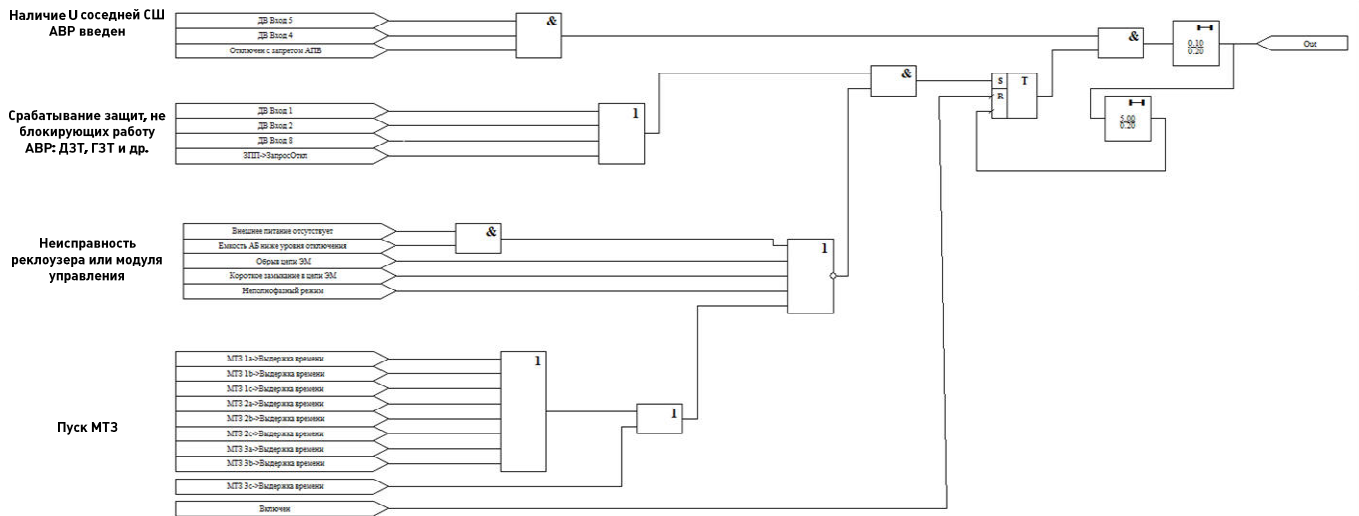 Наличие U соседней СШ
АВР введен
ДВ Вход 5
ДВ Вход 4
Отключен с запретом АПВ
&
&
0.10
0.20
Out
&
S T
R
5.00
0.20
Срабатывание защит, не
блокирующих работу
АВР: ДЗТ, ГЗТ и др.
ДВ Вход 1
ДВ Вход 2
ДВ Вход 8
ЗПП->ЗапросОткл
1
Неисправность
реклоузера или модуля
управления
Внешнее питание отсутствует
Емкость АБ ниже уровня отключения
Обрыв цепи ЭМ
Короткое замыкание в цепи ЭМ
Неполнофазный режим
&
1
Пуск МТЗ
МТЗ 1a->Выдержка времени
МТЗ 1b->Выдержка времени
МТЗ 1c->Выдержка времени
МТЗ 2a->Выдержка времени
МТЗ 2b->Выдержка времени
МТЗ 2c->Выдержка времени
МТЗ 3a->Выдержка времени
МТЗ 3b->Выдержка времени
МТЗ 3c->Выдержка времени
Включен
1
1